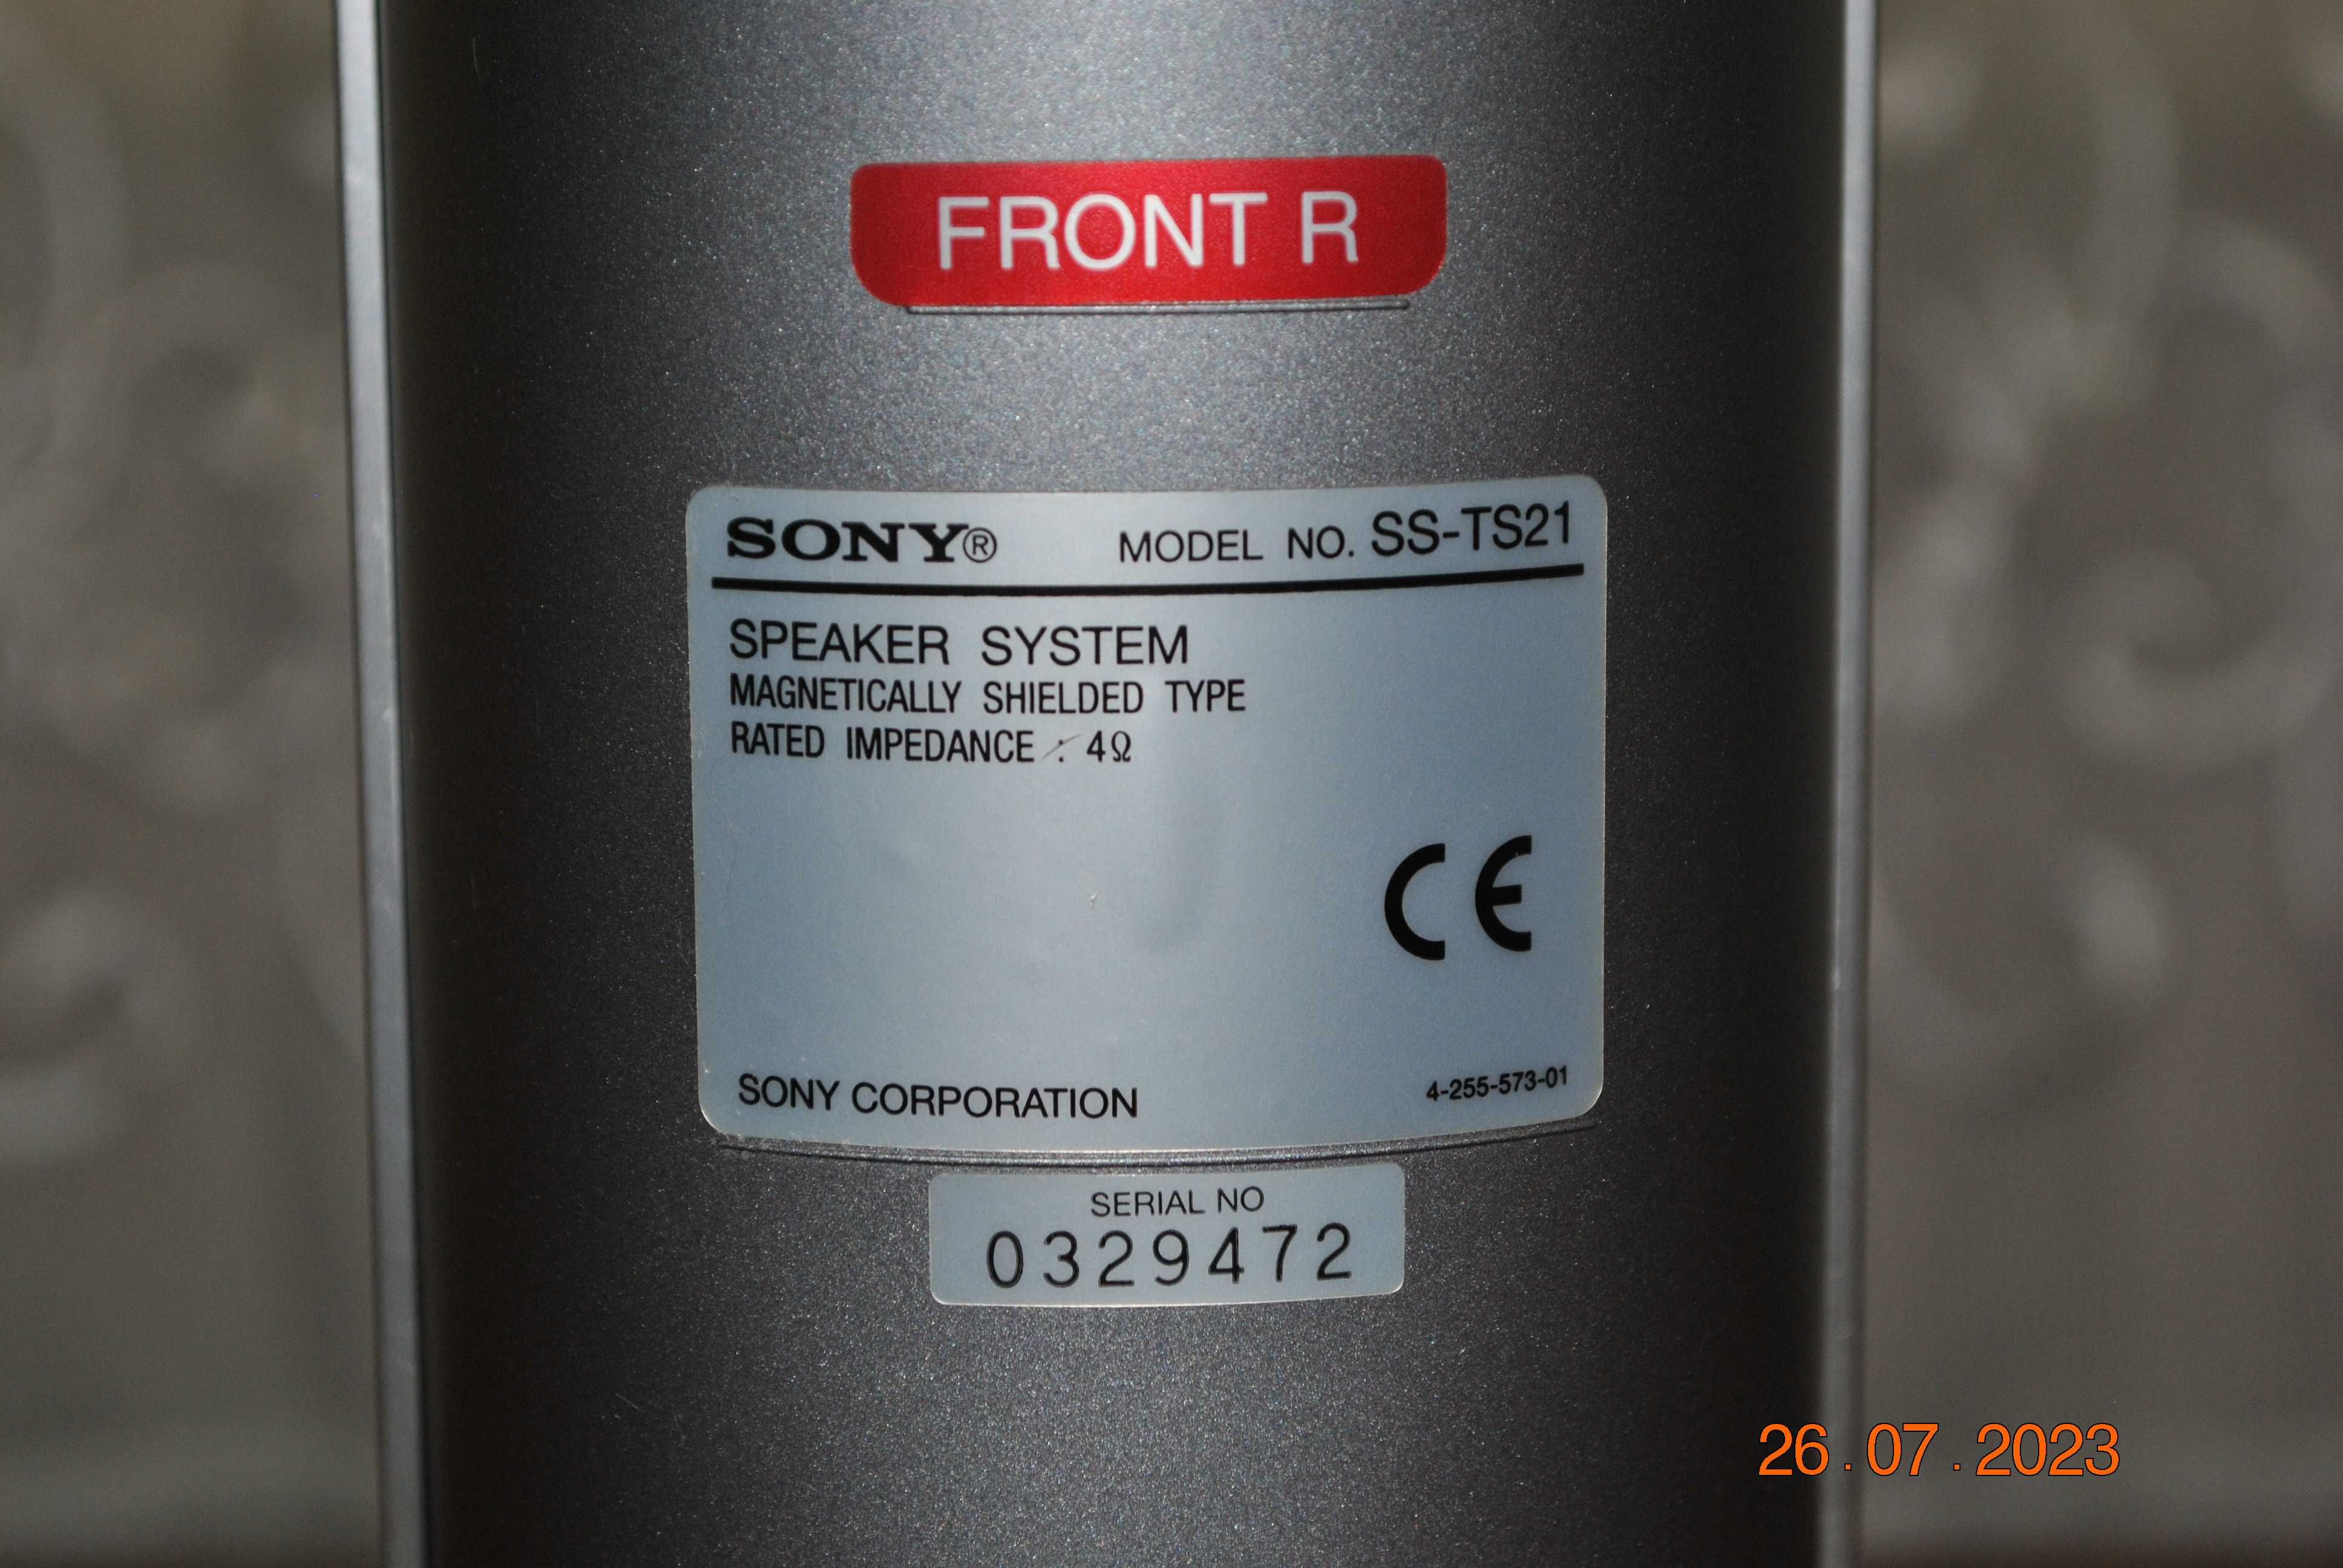 FRONT R
SONY® MODEL NO. SS-TS21
SPEAKER SYSTEM
MAGNETICALLY SHIELDED TYPE
RATED IMPEDANCE : 4Ω
CE
SONY CORPORATION 4-255-573-01
SERIAL NO
0329472
26.07.2023